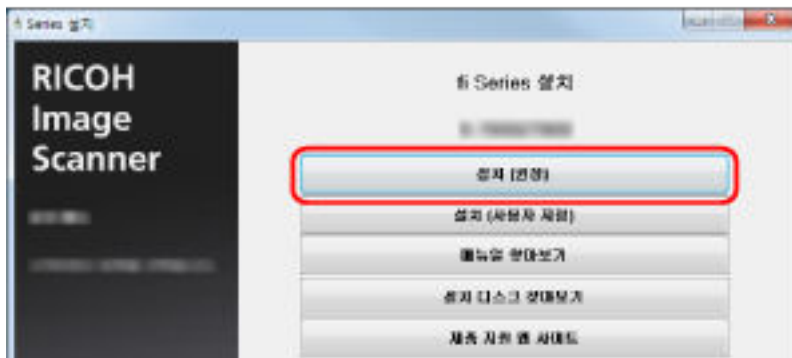 fi Series 설치
RICOH
Image
Scanner
fi Series 설치
설치 (권장)
설치 (사용자 지정)
매뉴얼 찾아보기
설치 디스크 찾아보기
제품 지원 웹 사이트